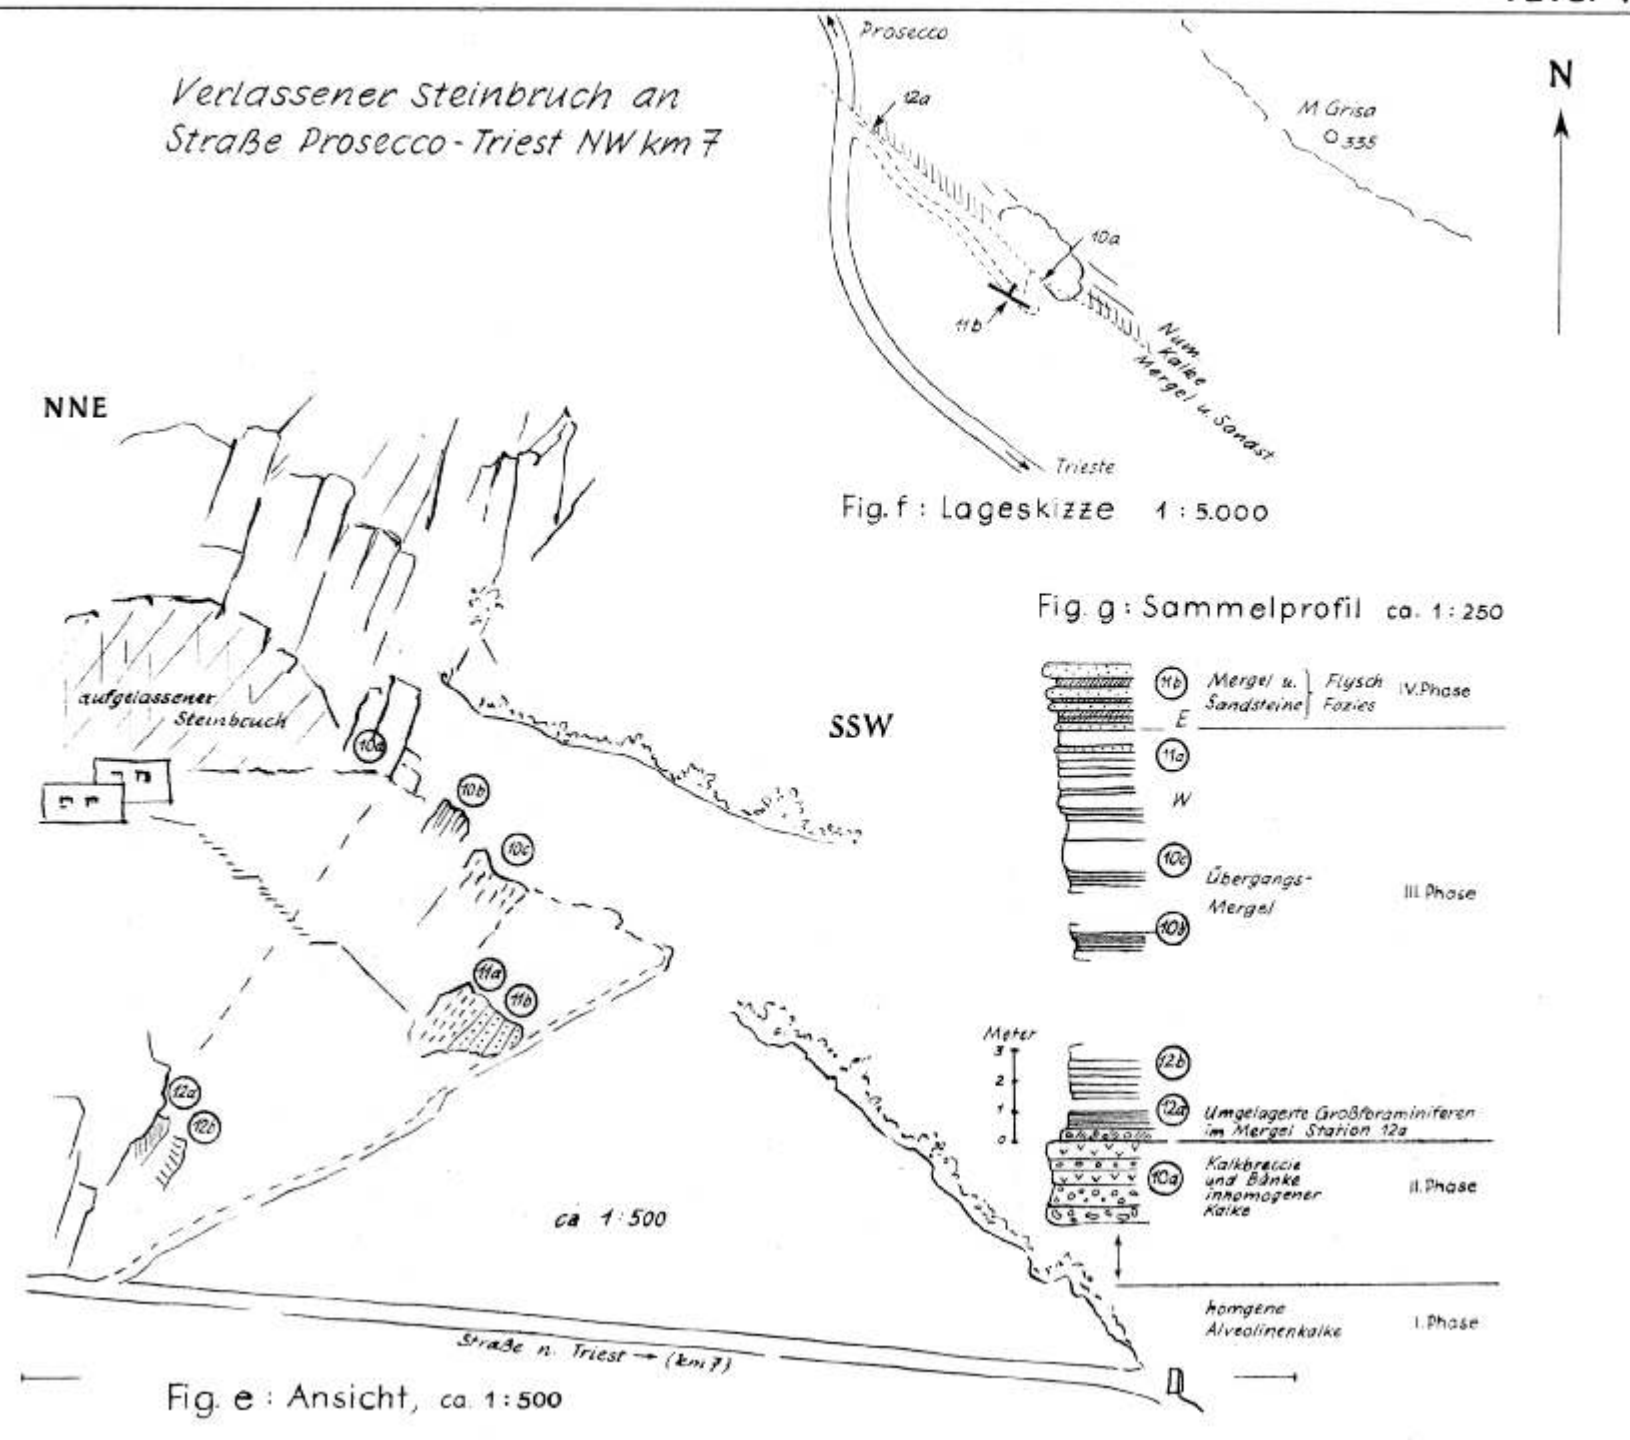 Verlassener Steinbruch an
Straße Prosecco - Triest NW km 7
Prosecco
12a
M Grisa
335
N
10a
11b
Num
Kalke
Mergel u. Sandst.
Trieste
Fig. f : Lageskizze 1 : 5.000
NNE
aufgelassener
Steinbruch
10a
SSW
10b
10c
11a
11b
12a
12b
ca 1:500
Straße n. Triest → (km 7)
Fig. e : Ansicht, ca. 1:500
Fig. g : Sammelprofil ca. 1:250
11b
Mergel u.
Sandsteine
Flysch
Fazies
IV. Phase
E
11a
W
10c
Übergangs-
Mergel
III. Phase
10b
Meter
3
2
1
0
12b
12a
Umgelagerte Großforaminiferen
im Mergel Station 12a
10a
Kalkbreccie
und Bänke
inhomogener
Kalke
II. Phase
homgene
Alveolinenkalke
I. Phase